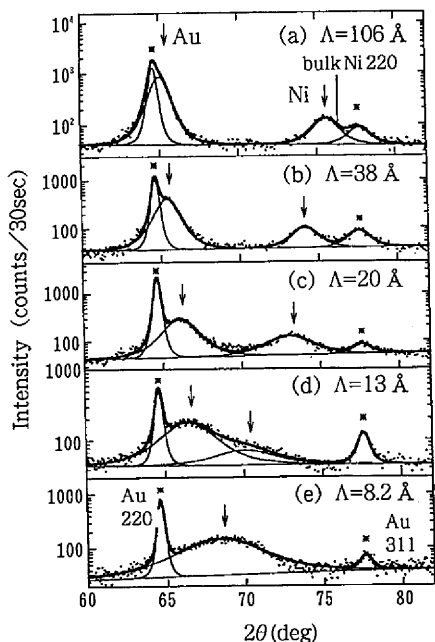 10⁴
10³
10²
* Au
(a) Λ=106 Å
bulk Ni 220
Ni *
1000
100
*
(b) Λ=38 Å
*
1000
100
*
(c) Λ=20 Å
*
1000
100
*
(d) Λ=13 Å
*
1000
100
Au
220
*
(e) Λ=8.2 Å
*
Au
311
60 65 70 75 80
2θ(deg)
Intensity (counts/30sec)